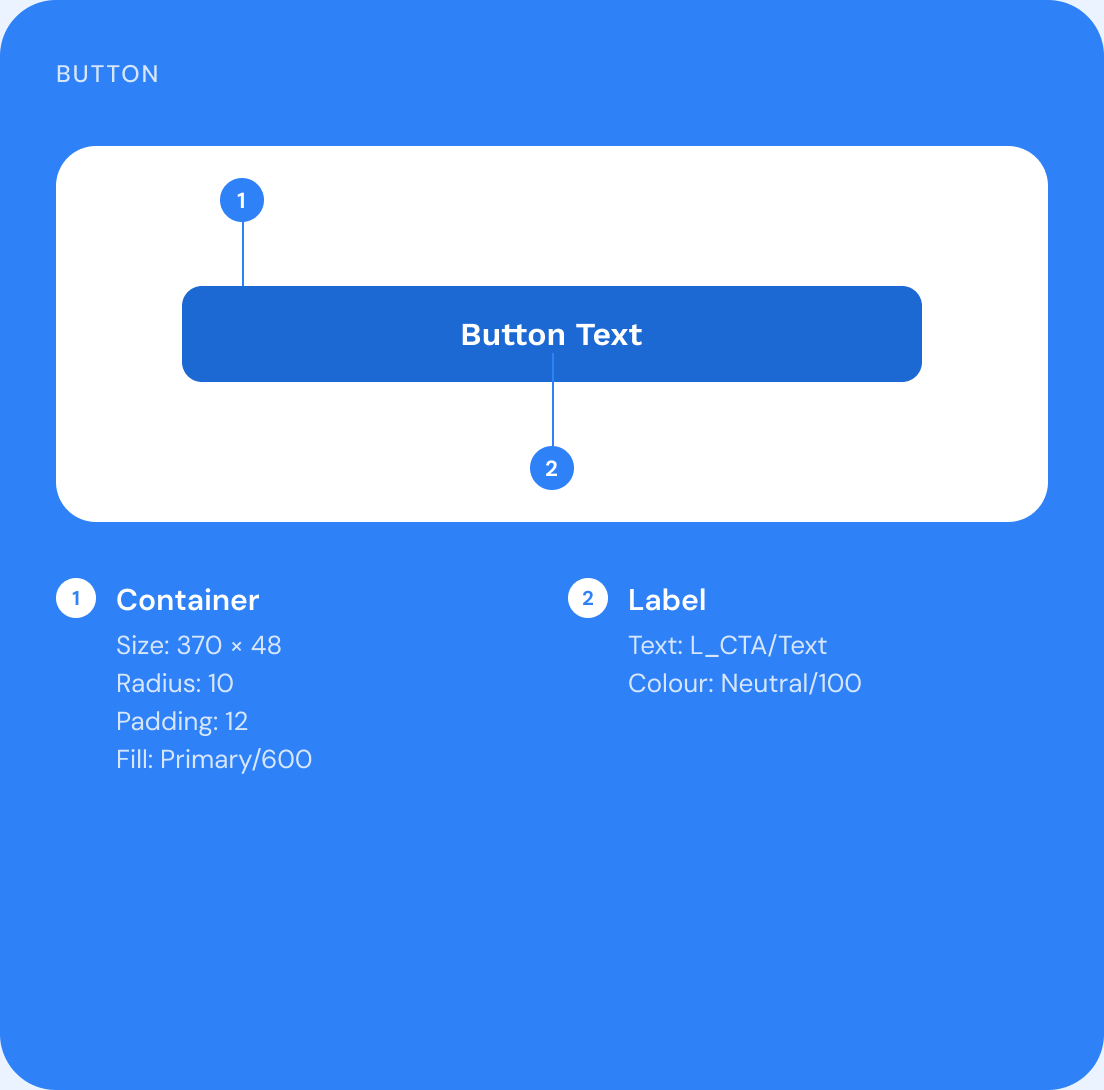 BUTTON
1
Button Text
2
1 Container
Size: 370 × 48
Radius: 10
Padding: 12
Fill: Primary/600
2 Label
Text: L_CTA/Text
Colour: Neutral/100